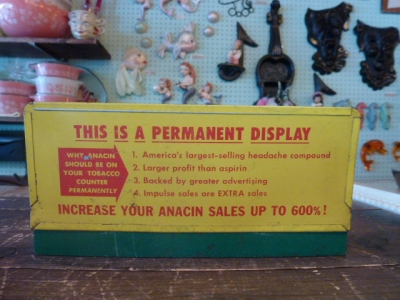 THIS IS A PERMANENT DISPLAY
WHY ANACIN
SHOULD BE ON
YOUR TOBACCO
COUNTER
PERMANENTLY
1. America's largest-selling headache compound
2. Larger profit than aspirin
3. Backed by greater advertising
4. Impulse sales are EXTRA sales
INCREASE YOUR ANACIN SALES UP TO 600%!